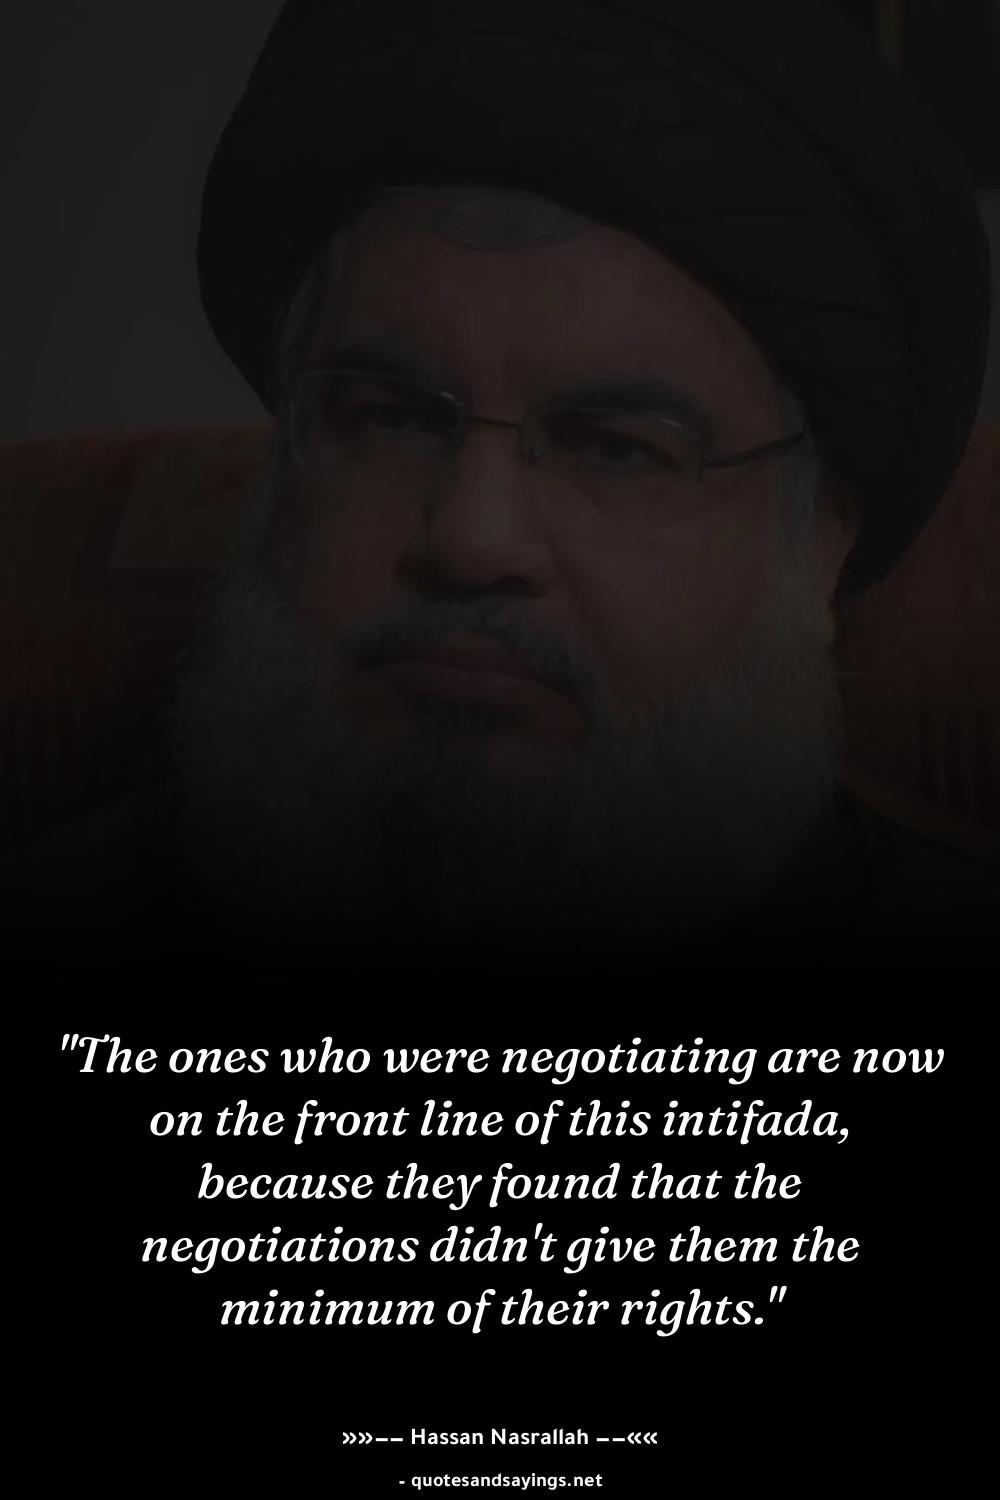 "The ones who were negotiating are now
on the front line of this intifada,
because they found that the
negotiations didn't give them the
minimum of their rights."
»»–– Hassan Nasrallah ––««
- quotesandsayings.net